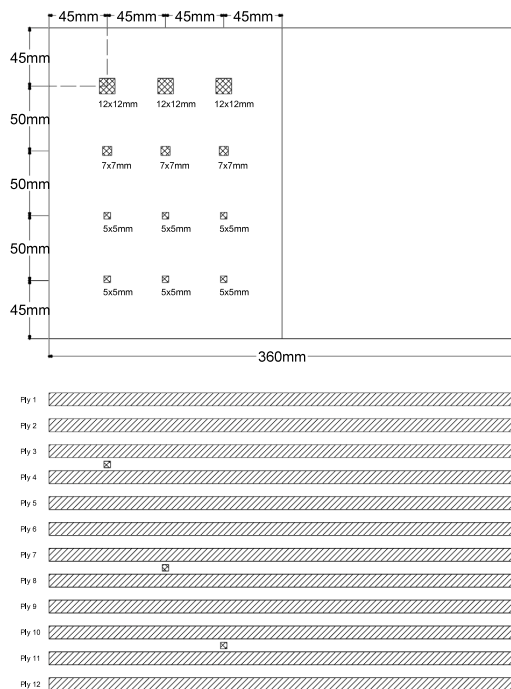 45mm 45mm 45mm 45mm
45mm
12x12mm 12x12mm 12x12mm
50mm
7x7mm 7x7mm 7x7mm
50mm
5x5mm 5x5mm 5x5mm
50mm
5x5mm 5x5mm 5x5mm
45mm
360mm
Ply 1
Ply 2
Ply 3
Ply 4
Ply 5
Ply 6
Ply 7
Ply 8
Ply 9
Ply 10
Ply 11
Ply 12